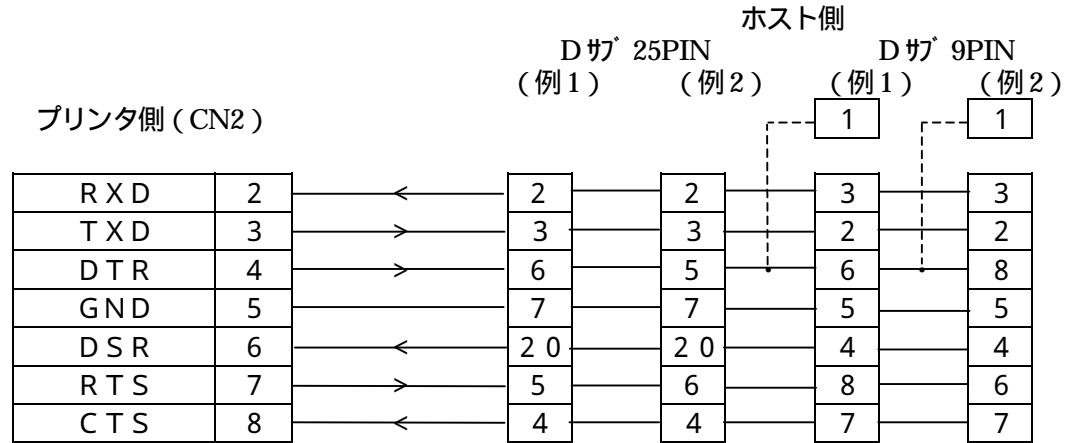 ホスト側
Dｻﾌﾞ 25PIN Dｻﾌﾞ 9PIN
(例1) (例2) (例1) (例2)
プリンタ側(CN2) 1 1
RXD 2 2 2 3 3
TXD 3 3 3 2 2
DTR 4 6 5 6 8
GND 5 7 7 5 5
DSR 6 20 20 4 4
RTS 7 5 6 8 6
CTS 8 4 4 7 7